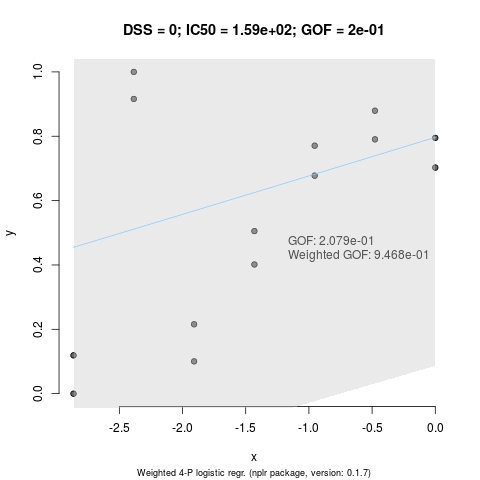 DSS = 0; IC50 = 1.59e+02; GOF = 2e-01
1.0
0.8
0.6
0.4
0.2
0.0
y
GOF: 2.079e-01
Weighted GOF: 9.468e-01
-2.5 -2.0 -1.5 -1.0 -0.5 0.0
x
Weighted 4-P logistic regr. (nplr package, version: 0.1.7)